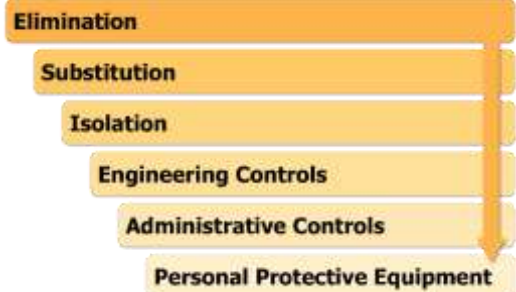 Elimination
Substitution
Isolation
Engineering Controls
Administrative Controls
Personal Protective Equipment